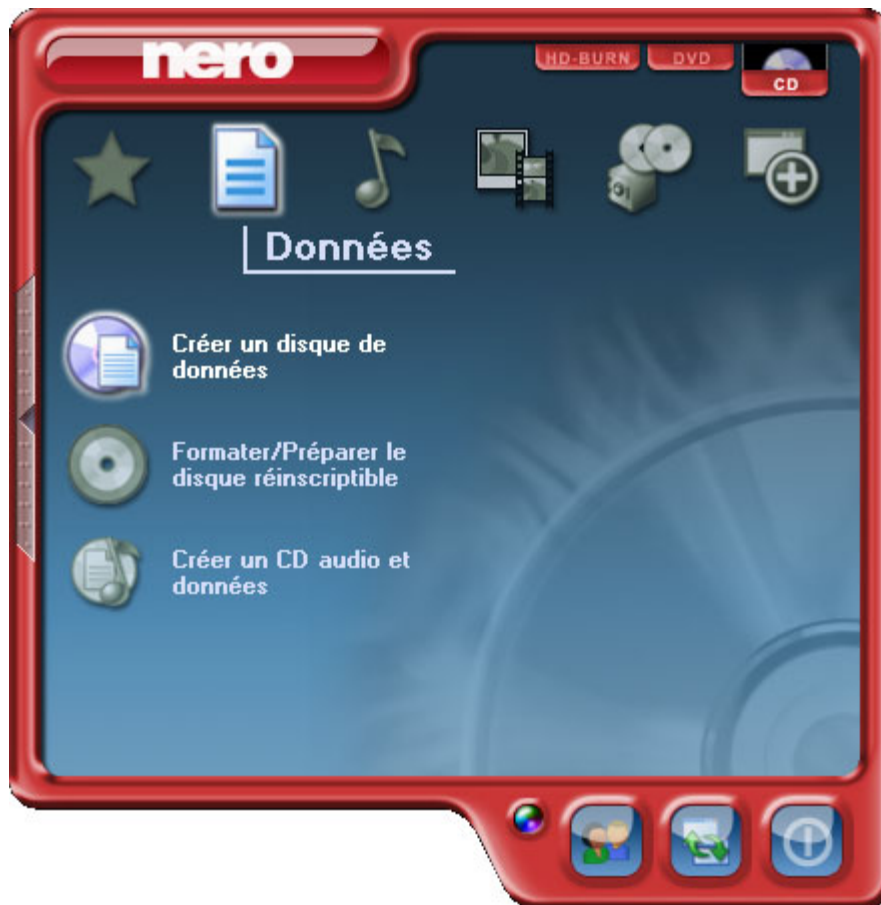 nero
HD-BURN DVD CD
Données
Créer un disque de
données
Formater/Préparer le
disque réinscriptible
Créer un CD audio et
données